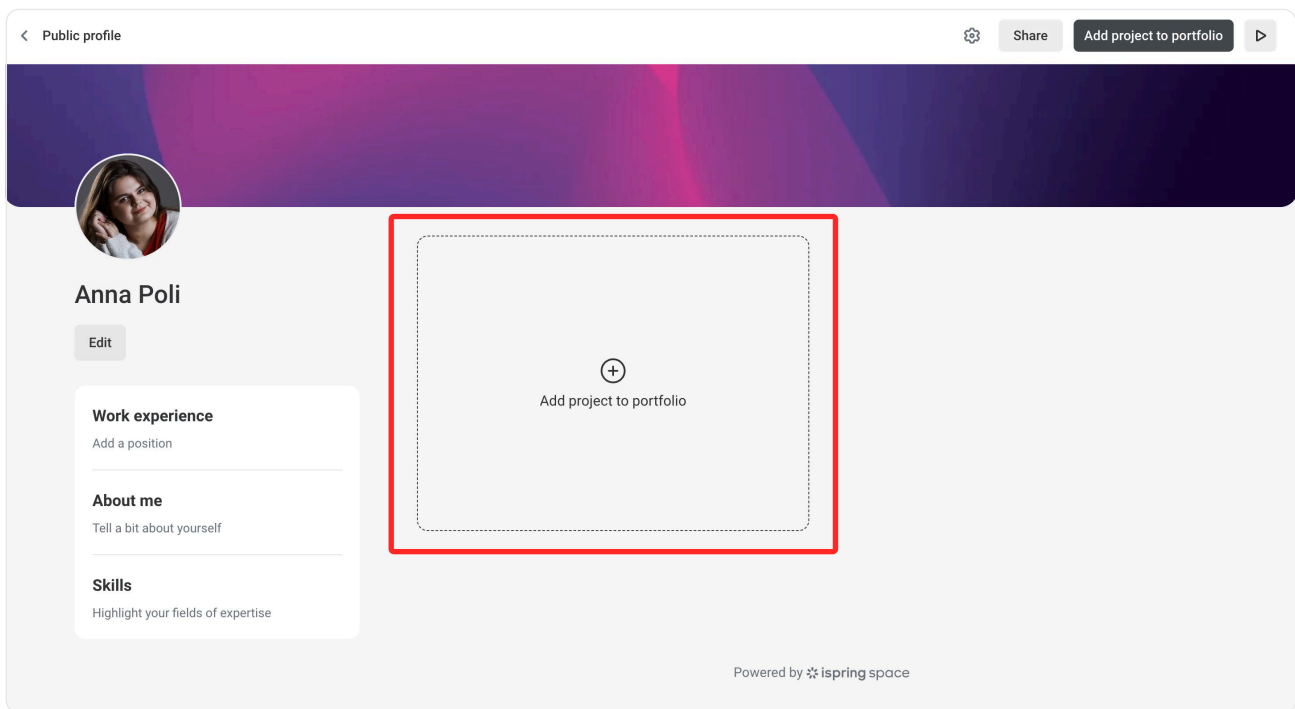 Public profile
Share
Add project to portfolio
Anna Poli
Edit
Work experience
Add a position
About me
Tell a bit about yourself
Skills
Highlight your fields of expertise
Add project to portfolio
Powered by ispring space